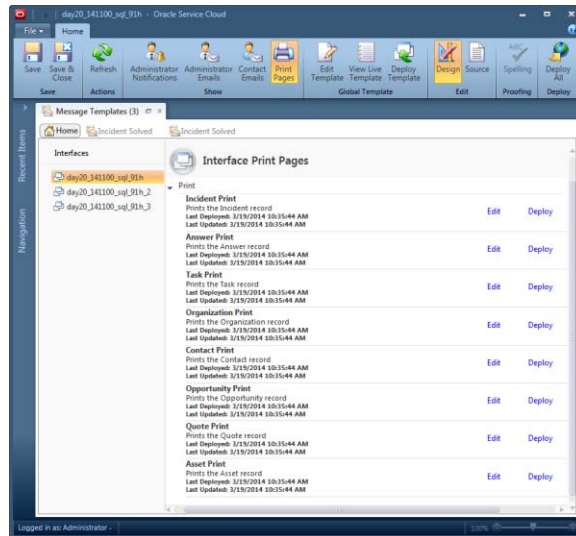 day20_141100_sql_91h - Oracle Service Cloud
File Home
Save
Save & Close
Refresh
Administrator Notifications
Administrator Emails
Contact Emails
Print Pages
Edit Template
View Live Template
Deploy Template
Design
Source
Spelling
Deploy All
Save Actions Show Global Template Edit Proofing Deploy
Message Templates (3)
Home Incident Solved Incident Solved
Recent Items
Navigation
Interfaces
day20_141100_sql_91h
day20_141100_sql_91h_2
day20_141100_sql_91h_3
Interface Print Pages
Print
Incident Print
Prints the Incident record
Last Deployed: 3/19/2014 10:35:44 AM
Last Updated: 3/19/2014 10:35:44 AM
Edit Deploy
Answer Print
Prints the Answer record
Last Deployed: 3/19/2014 10:35:44 AM
Last Updated: 3/19/2014 10:35:44 AM
Edit Deploy
Task Print
Prints the Task record
Last Deployed: 3/19/2014 10:35:44 AM
Last Updated: 3/19/2014 10:35:44 AM
Edit Deploy
Organization Print
Prints the Organization record
Last Deployed: 3/19/2014 10:35:44 AM
Last Updated: 3/19/2014 10:35:44 AM
Edit Deploy
Contact Print
Prints the Contact record
Last Deployed: 3/19/2014 10:35:44 AM
Last Updated: 3/19/2014 10:35:44 AM
Edit Deploy
Opportunity Print
Prints the Opportunity record
Last Deployed: 3/19/2014 10:35:44 AM
Last Updated: 3/19/2014 10:35:44 AM
Edit Deploy
Quote Print
Prints the Quote record
Last Deployed: 3/19/2014 10:35:44 AM
Last Updated: 3/19/2014 10:35:44 AM
Edit Deploy
Asset Print
Prints the Asset record
Last Deployed: 3/19/2014 10:35:44 AM
Last Updated: 3/19/2014 10:35:44 AM
Edit Deploy
Logged in as: Administrator -
100%